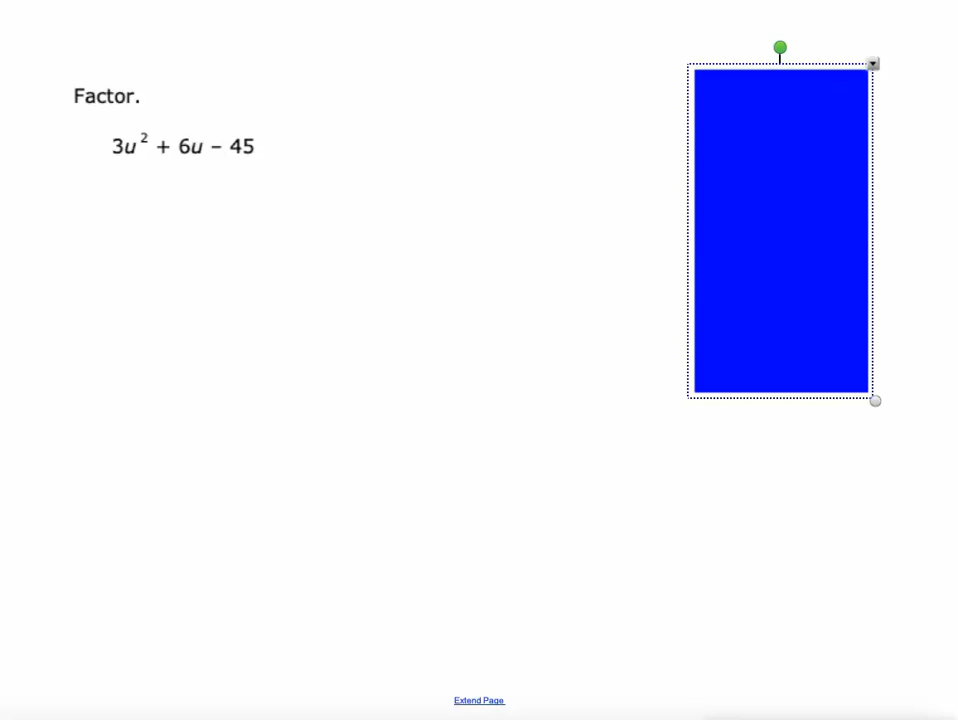 Factor.
3u² + 6u – 45
Extend Page